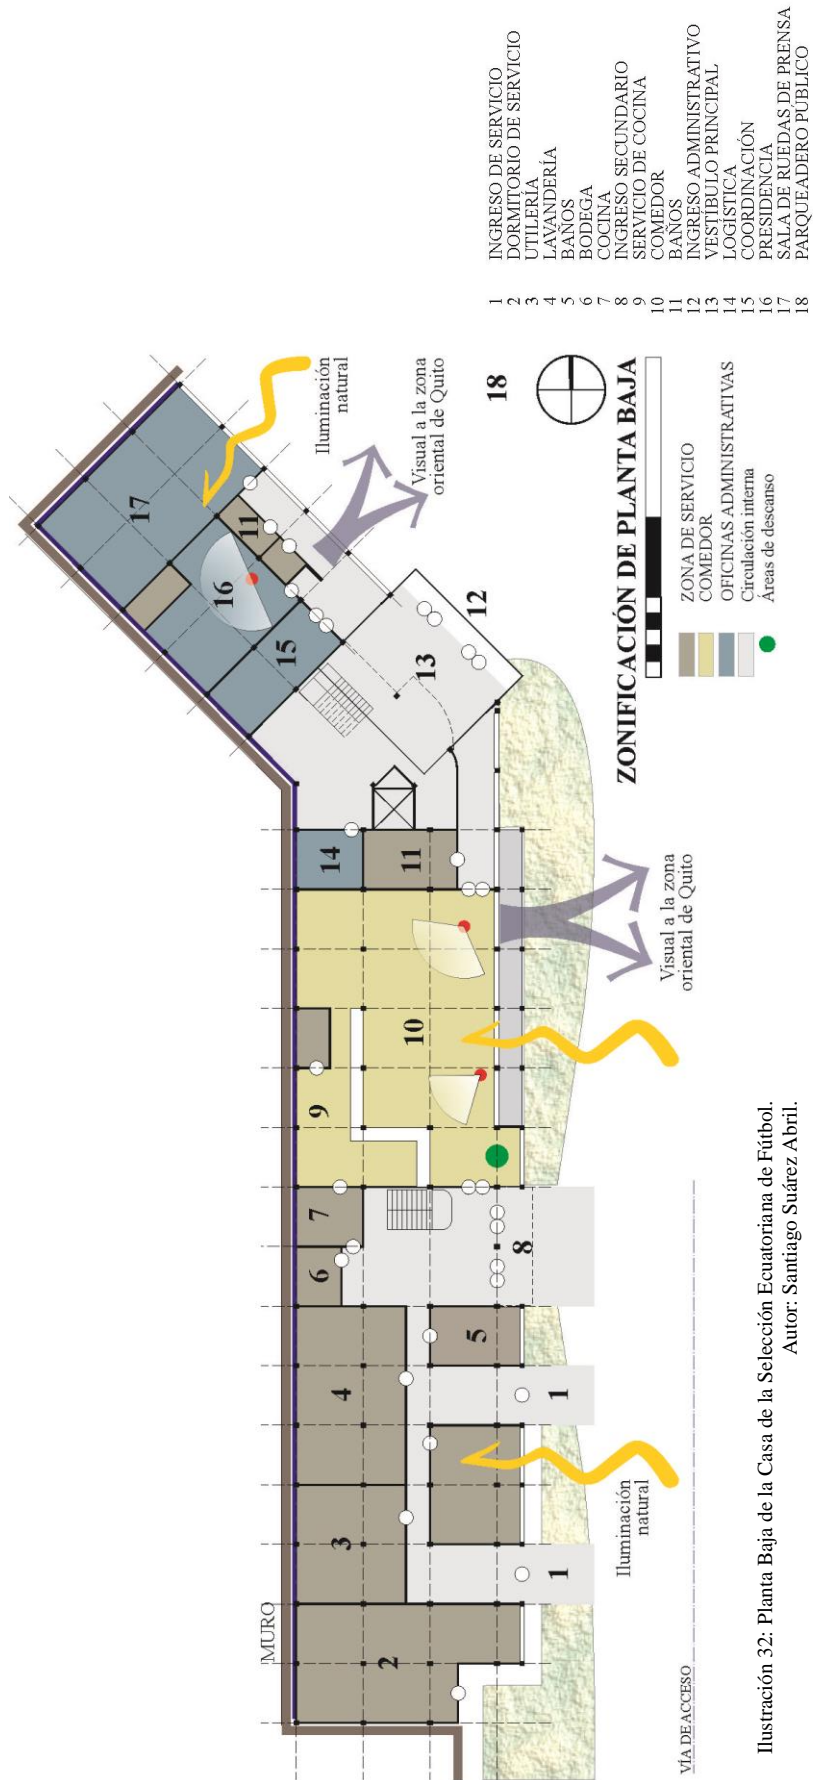 MURO
2
3
4
6
7
9
14
15
16
17
11
11
10
5
13
12
1
1
8
18
Iluminación
natural
Visual a la zona
oriental de Quito
Iluminación
natural
Visual a la zona
oriental de Quito
VÍA DE ACCESO
ZONIFICACIÓN DE PLANTA BAJA
ZONA DE SERVICIO
COMEDOR
OFICINAS ADMINISTRATIVAS
Circulación interna
Áreas de descanso
1 INGRESO DE SERVICIO
2 DORMITORIO DE SERVICIO
3 UTILERÍA
4 LAVANDERÍA
5 BAÑOS
6 BODEGA
7 COCINA
8 INGRESO SECUNDARIO
9 SERVICIO DE COCINA
10 COMEDOR
11 BAÑOS
12 INGRESO ADMINISTRATIVO
13 VESTÍBULO PRINCIPAL
14 LOGÍSTICA
15 COORDINACIÓN
16 PRESIDENCIA
17 SALA DE RUEDAS DE PRENSA
18 PARQUEADERO PÚBLICO
Ilustración 32: Planta Baja de la Casa de la Selección Ecuatoriana de Fútbol.
Autor: Santiago Suárez Abril.